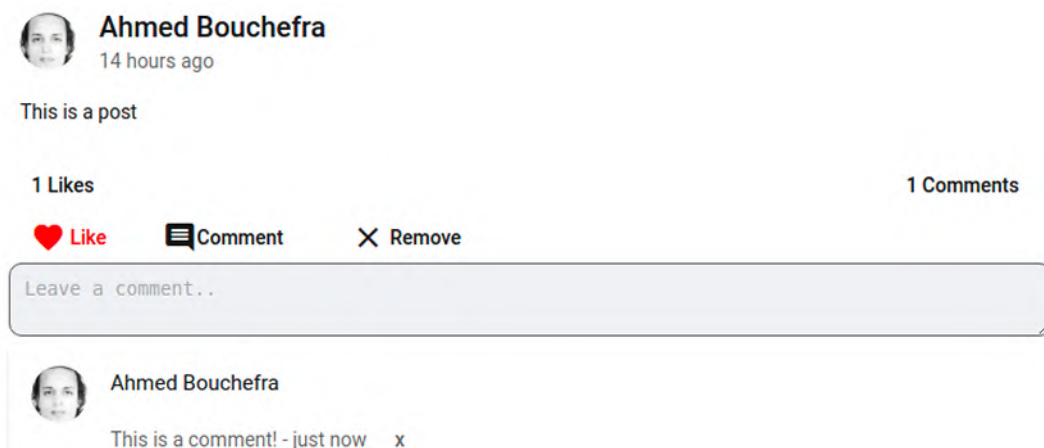 Ahmed Bouchefra
14 hours ago
This is a post
1 Likes 1 Comments
Like Comment Remove
Leave a comment..
Ahmed Bouchefra
This is a comment! - just now x